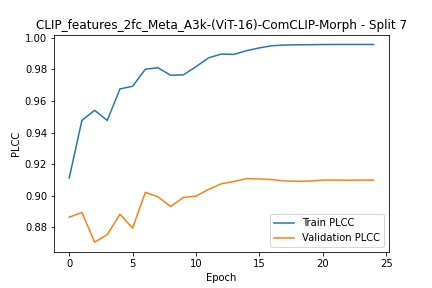 CLIP_features_2fc_Meta_A3k-(ViT-16)-ComCLIP-Morph - Split 7
1.00
0.98
0.96
0.94
0.92
0.90
0.88
PLCC
0
5
10
15
20
25
Epoch
Train PLCC
Validation PLCC